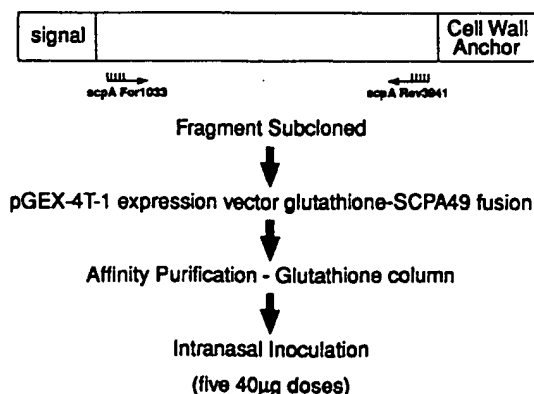 signal
Cell Wall
Anchor
scpA For1033
scpA Rev3941
Fragment Subcloned
pGEX-4T-1 expression vector glutathione-SCPA49 fusion
Affinity Purification - Glutathione column
Intranasal Inoculation
(five 40µg doses)